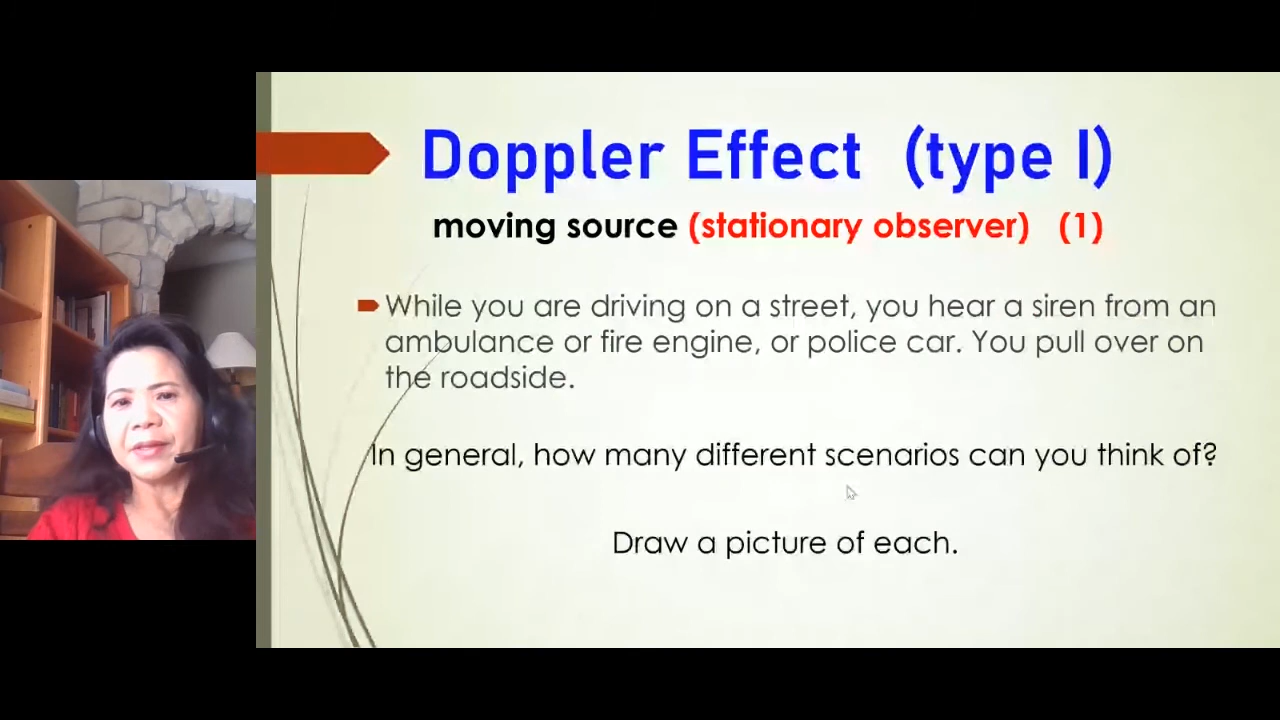 Doppler Effect (type I)
moving source (stationary observer) (1)
While you are driving on a street, you hear a siren from an
ambulance or fire engine, or police car. You pull over on
the roadside.
In general, how many different scenarios can you think of?
Draw a picture of each.